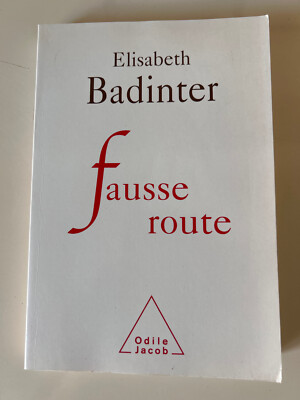 Elisabeth
Badinter
fausse
route
Odile
Jacob